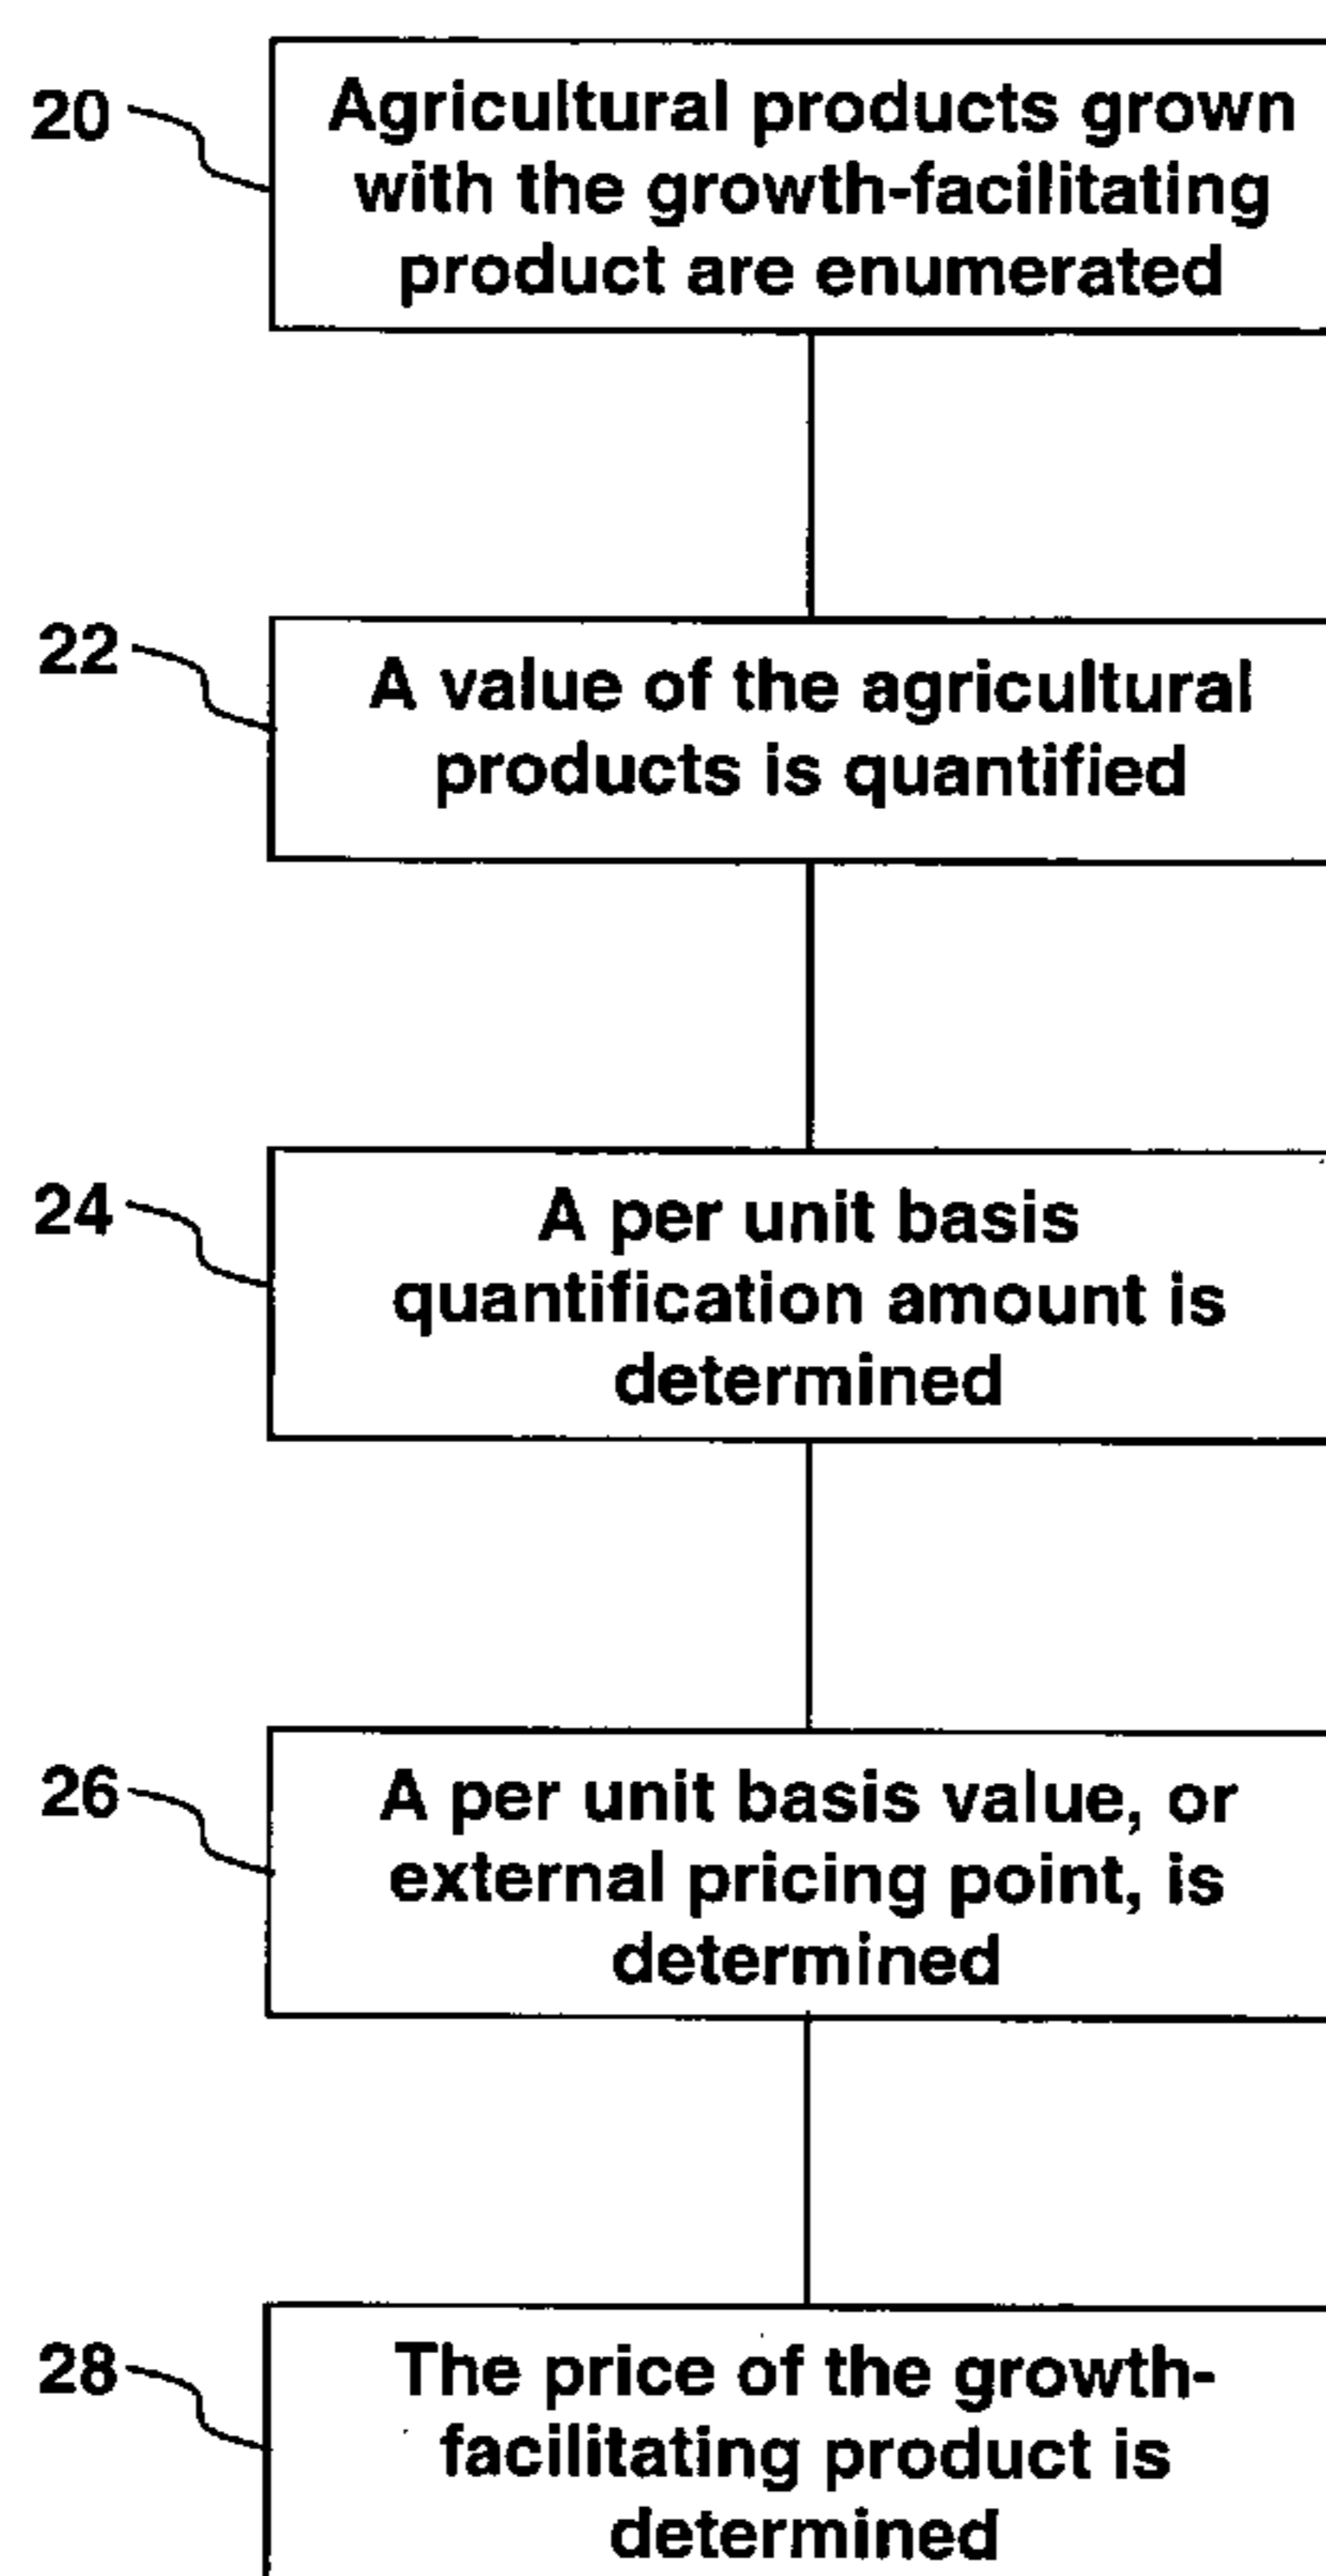 20
Agricultural products grown
with the growth-facilitating
product are enumerated
22
A value of the agricultural
products is quantified
24
A per unit basis
quantification amount is
determined
26
A per unit basis value, or
external pricing point, is
determined
28
The price of the growth-
facilitating product is
determined